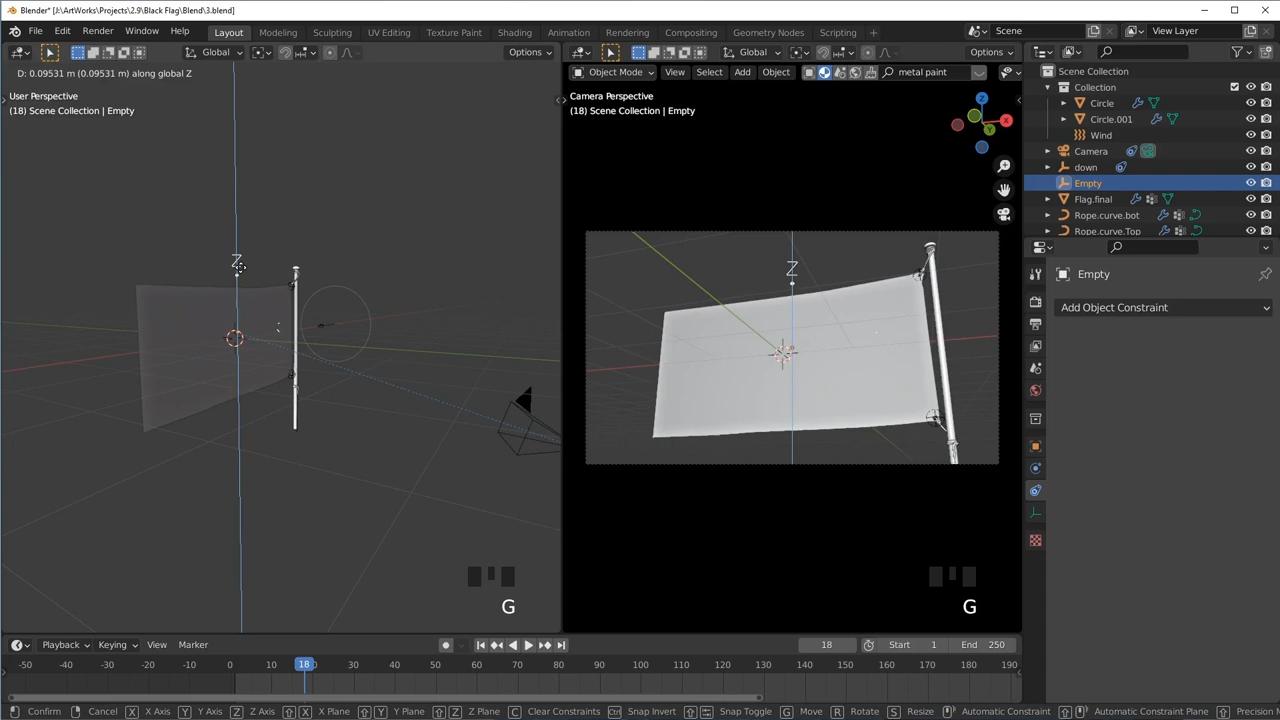 Blender* [J:\ArtWorks\Projects\2.9\Black Flag\Blend\3.blend]
File Edit Render Window Help Layout Modeling Sculpting UV Editing Texture Paint Shading Animation Rendering Compositing Geometry Nodes Scripting + Scene View Layer
Global Options Global Options
D: 0.09531 m (0.09531 m) along global Z
Object Mode View Select Add Object metal paint
User Perspective
(18) Scene Collection | Empty
Camera Perspective
(18) Scene Collection | Empty
Z
X
Y
Z
Z
G
G
Scene Collection
Collection
Circle
Circle.001
Wind
Camera
down
Empty
Flag.final
Rope.curve.bot
Rope.curve.Top
Empty
Add Object Constraint
Playback Keying View Marker 18 Start 1 End 250
-50 -40 -30 -20 -10 0 10 18 30 40 50 60 70 80 90 100 110 120 130 140 150 160 170 180 190
Confirm Cancel X X Axis Y Y Axis Z Z Axis X X Plane Y Y Plane Z Z Plane C Clear Constraints Ctrl Snap Invert Snap Toggle G Move R Rotate S Resize Automatic Constraint Automatic Constraint Plane Precision